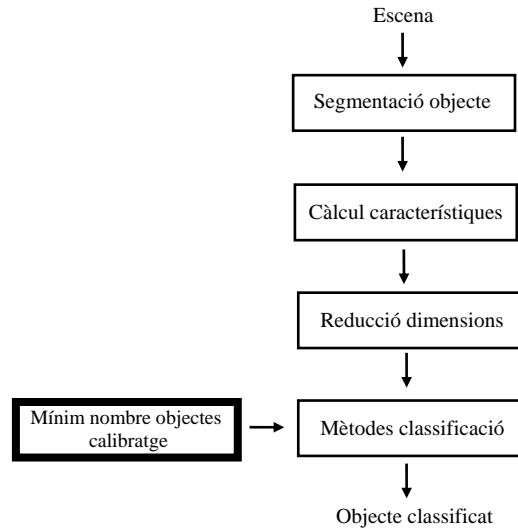 Escena
Segmentació objecte
Càlcul característiques
Reducció dimensions
Mínim nombre objectes
calibratge
Mètodes classificació
Objecte classificat